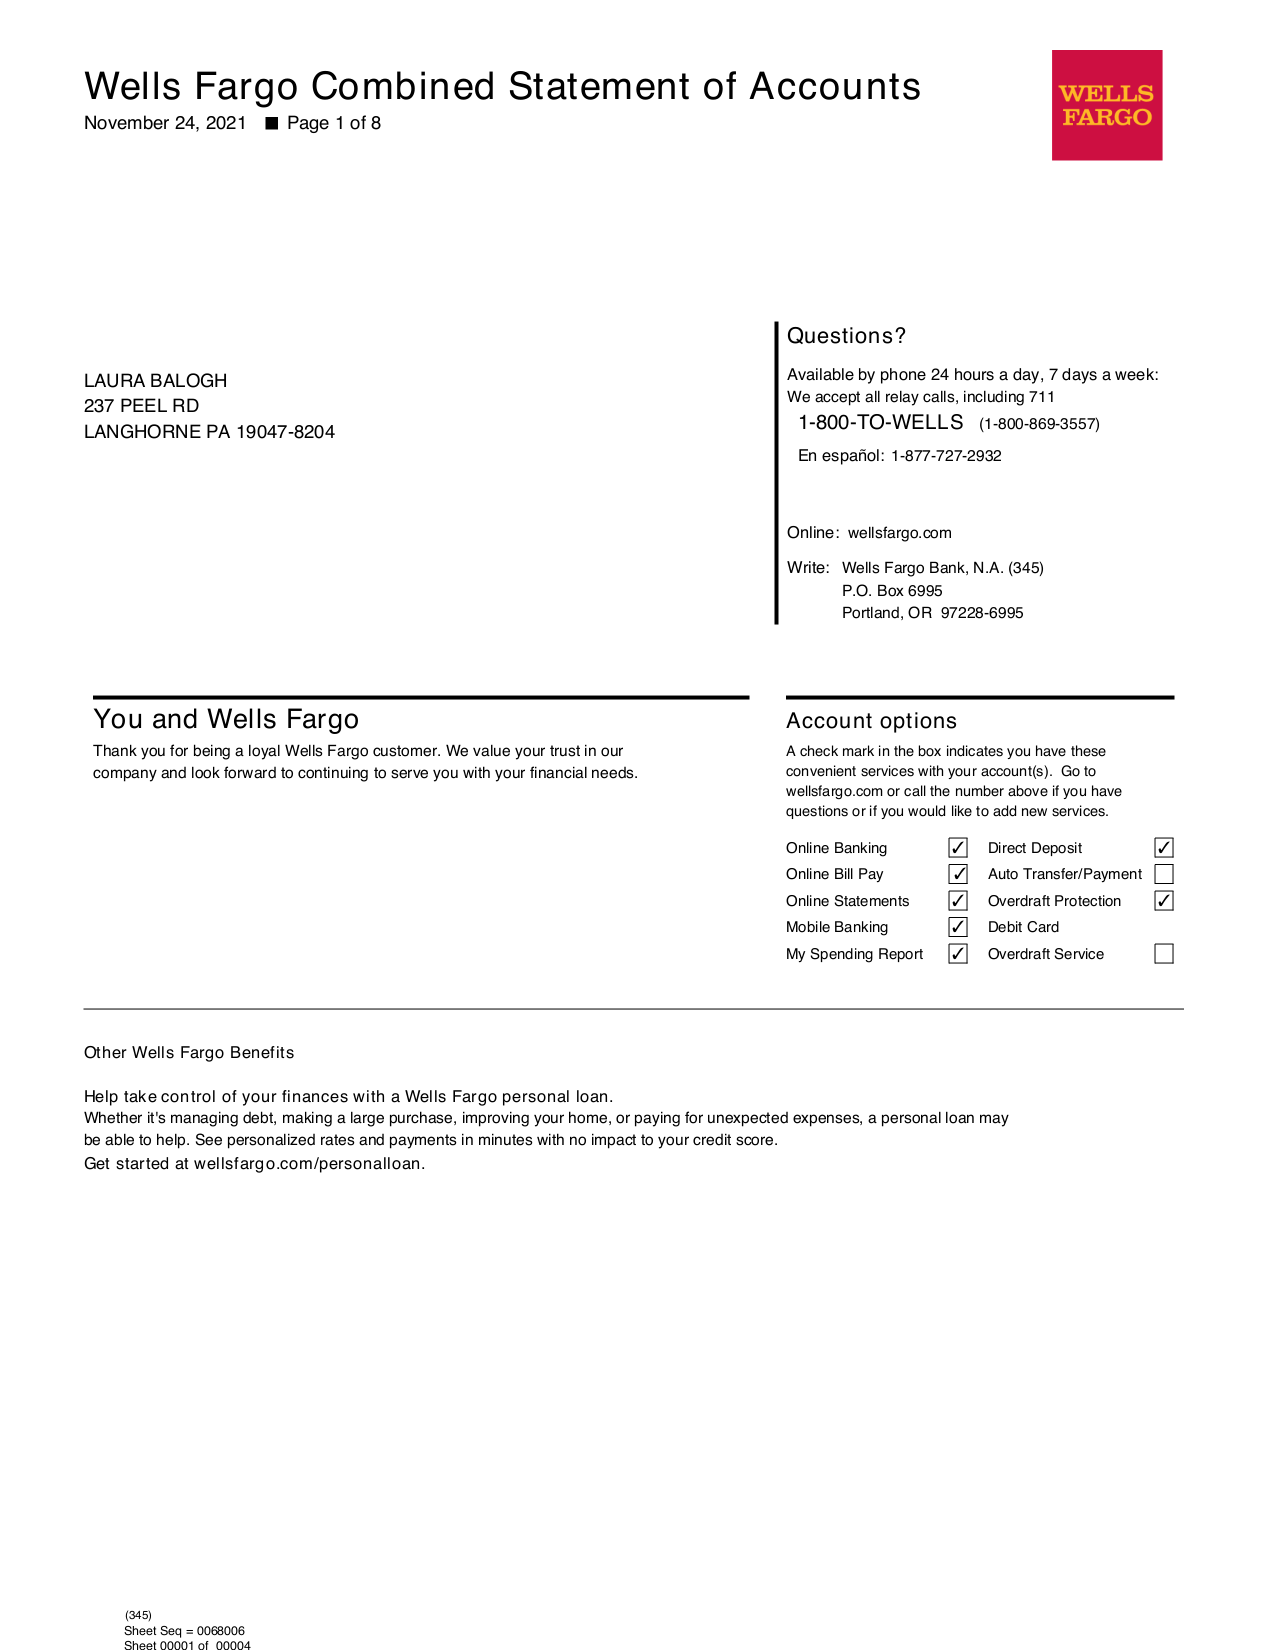 Wells Fargo Combined Statement of Accounts
November 24, 2021 ■ Page 1 of 8
WELLS
FARGO
LAURA BALOGH
237 PEEL RD
LANGHORNE PA 19047-8204
Questions?
Available by phone 24 hours a day, 7 days a week:
We accept all relay calls, including 711
1-800-TO-WELLS (1-800-869-3557)
En español: 1-877-727-2932
Online: wellsfargo.com
Write: Wells Fargo Bank, N.A. (345)
P.O. Box 6995
Portland, OR 97228-6995
You and Wells Fargo
Thank you for being a loyal Wells Fargo customer. We value your trust in our
company and look forward to continuing to serve you with your financial needs.
Account options
A check mark in the box indicates you have these
convenient services with your account(s). Go to
wellsfargo.com or call the number above if you have
questions or if you would like to add new services.
Online Banking ✓ Direct Deposit ✓
Online Bill Pay ✓ Auto Transfer/Payment
Online Statements ✓ Overdraft Protection ✓
Mobile Banking ✓ Debit Card
My Spending Report ✓ Overdraft Service
Other Wells Fargo Benefits
Help take control of your finances with a Wells Fargo personal loan.
Whether it's managing debt, making a large purchase, improving your home, or paying for unexpected expenses, a personal loan may
be able to help. See personalized rates and payments in minutes with no impact to your credit score.
Get started at wellsfargo.com/personalloan.
(345)
Sheet Seq = 0068006
Sheet 00001 of 00004